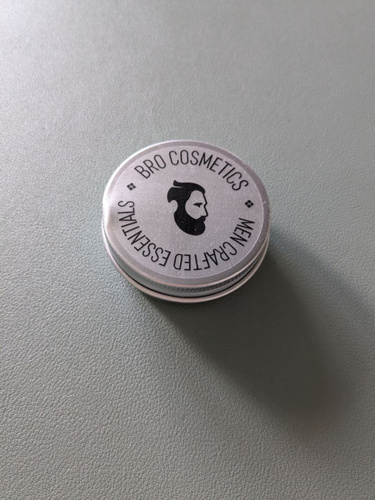 BRO COSMETICS
MEN CRAFTED ESSENTIALS